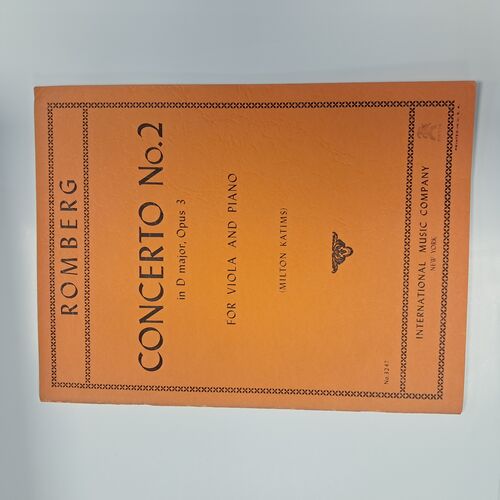 ROMBERG
CONCERTO No. 2
in D major, Opus 3
FOR VIOLA AND PIANO
(MILTON KATIMS)
No. 3247
INTERNATIONAL MUSIC COMPANY
NEW YORK